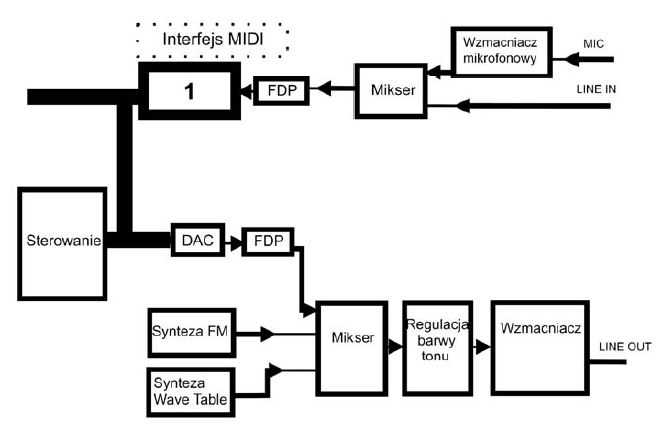 Interfejs MIDI
1
FDP
Mikser
Wzmacniacz
mikrofonowy
MIC
LINE IN
Sterowanie
DAC
FDP
Synteza FM
Synteza
Wave Table
Mikser
Regulacja
barwy
tonu
Wzmacniacz
LINE OUT